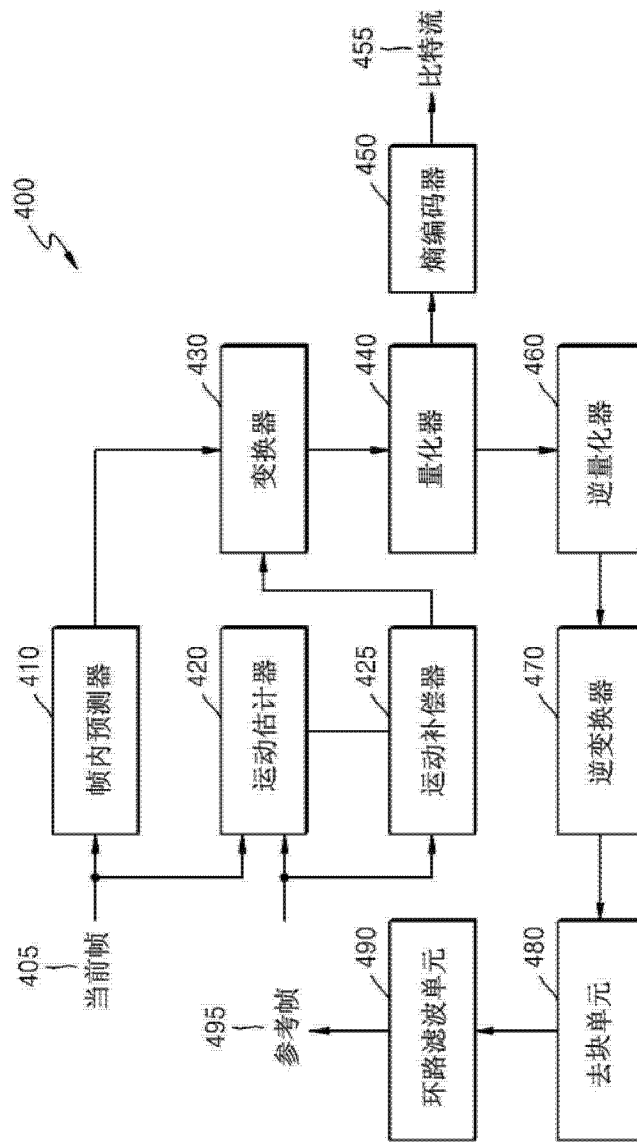 400
405
当前帧
410
帧内预测器
430
变换器
420
运动估计器
495
参考帧
425
运动补偿器
440
量化器
450
熵编码器
455
比特流
490
环路滤波单元
480
去块单元
470
逆变换器
460
逆量化器